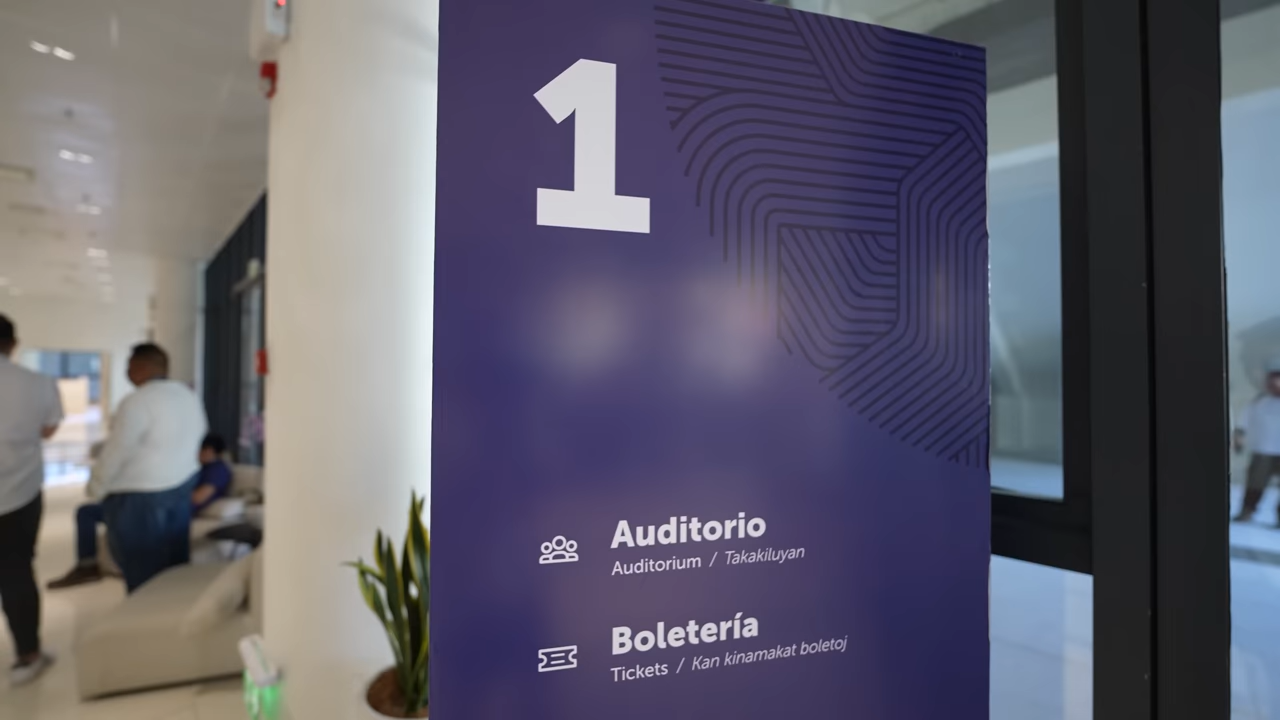 1
Auditorio
Auditorium / Takakiluyan
Boletería
Tickets / Kan kinamakat boletoj